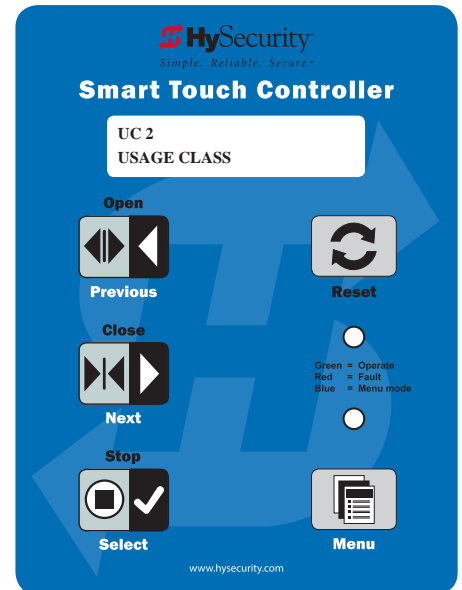 HySecurity
Simple. Reliable. Secure.™
Smart Touch Controller
UC 2
USAGE CLASS
Open
Previous
Reset
Close
Next
Green = Operate
Red = Fault
Blue = Menu mode
Stop
Select
Menu
www.hysecurity.com